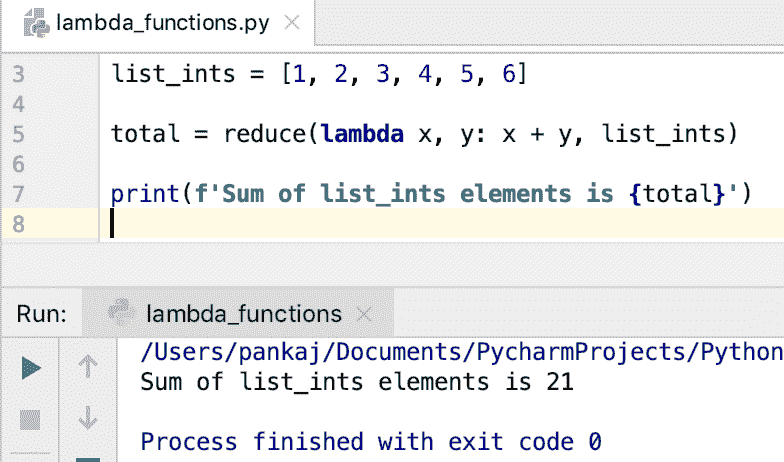 lambda_functions.py
3 list_ints = [1, 2, 3, 4, 5, 6]
4
5 total = reduce(lambda x, y: x + y, list_ints)
6
7 print(f'Sum of list_ints elements is {total}')
8
Run: lambda_functions
/Users/pankaj/Documents/PycharmProjects/Python
Sum of list_ints elements is 21
Process finished with exit code 0